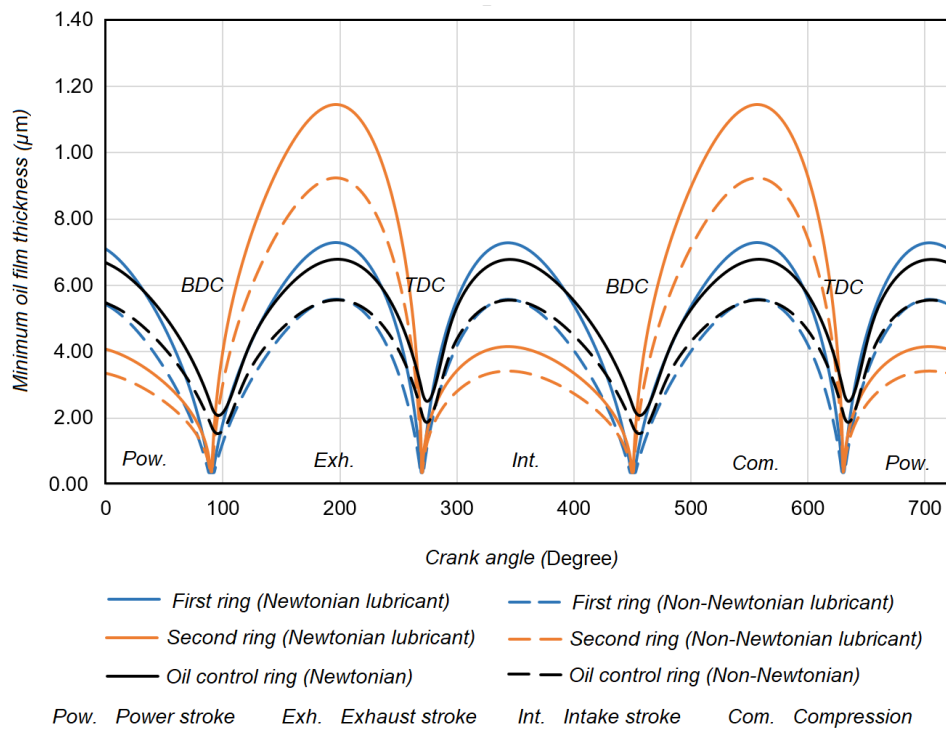 1.40
1.20
1.00
8.00
6.00
4.00
2.00
0.00
Minimum oil film thickness (µm)
BDC TDC BDC TDC
Pow. Exh. Int. Com. Pow.
0 100 200 300 400 500 600 700
Crank angle (Degree)
First ring (Newtonian lubricant) First ring (Non-Newtonian lubricant)
Second ring (Newtonian lubricant) Second ring (Non-Newtonian lubricant)
Oil control ring (Newtonian) Oil control ring (Non-Newtonian)
Pow. Power stroke Exh. Exhaust stroke Int. Intake stroke Com. Compression